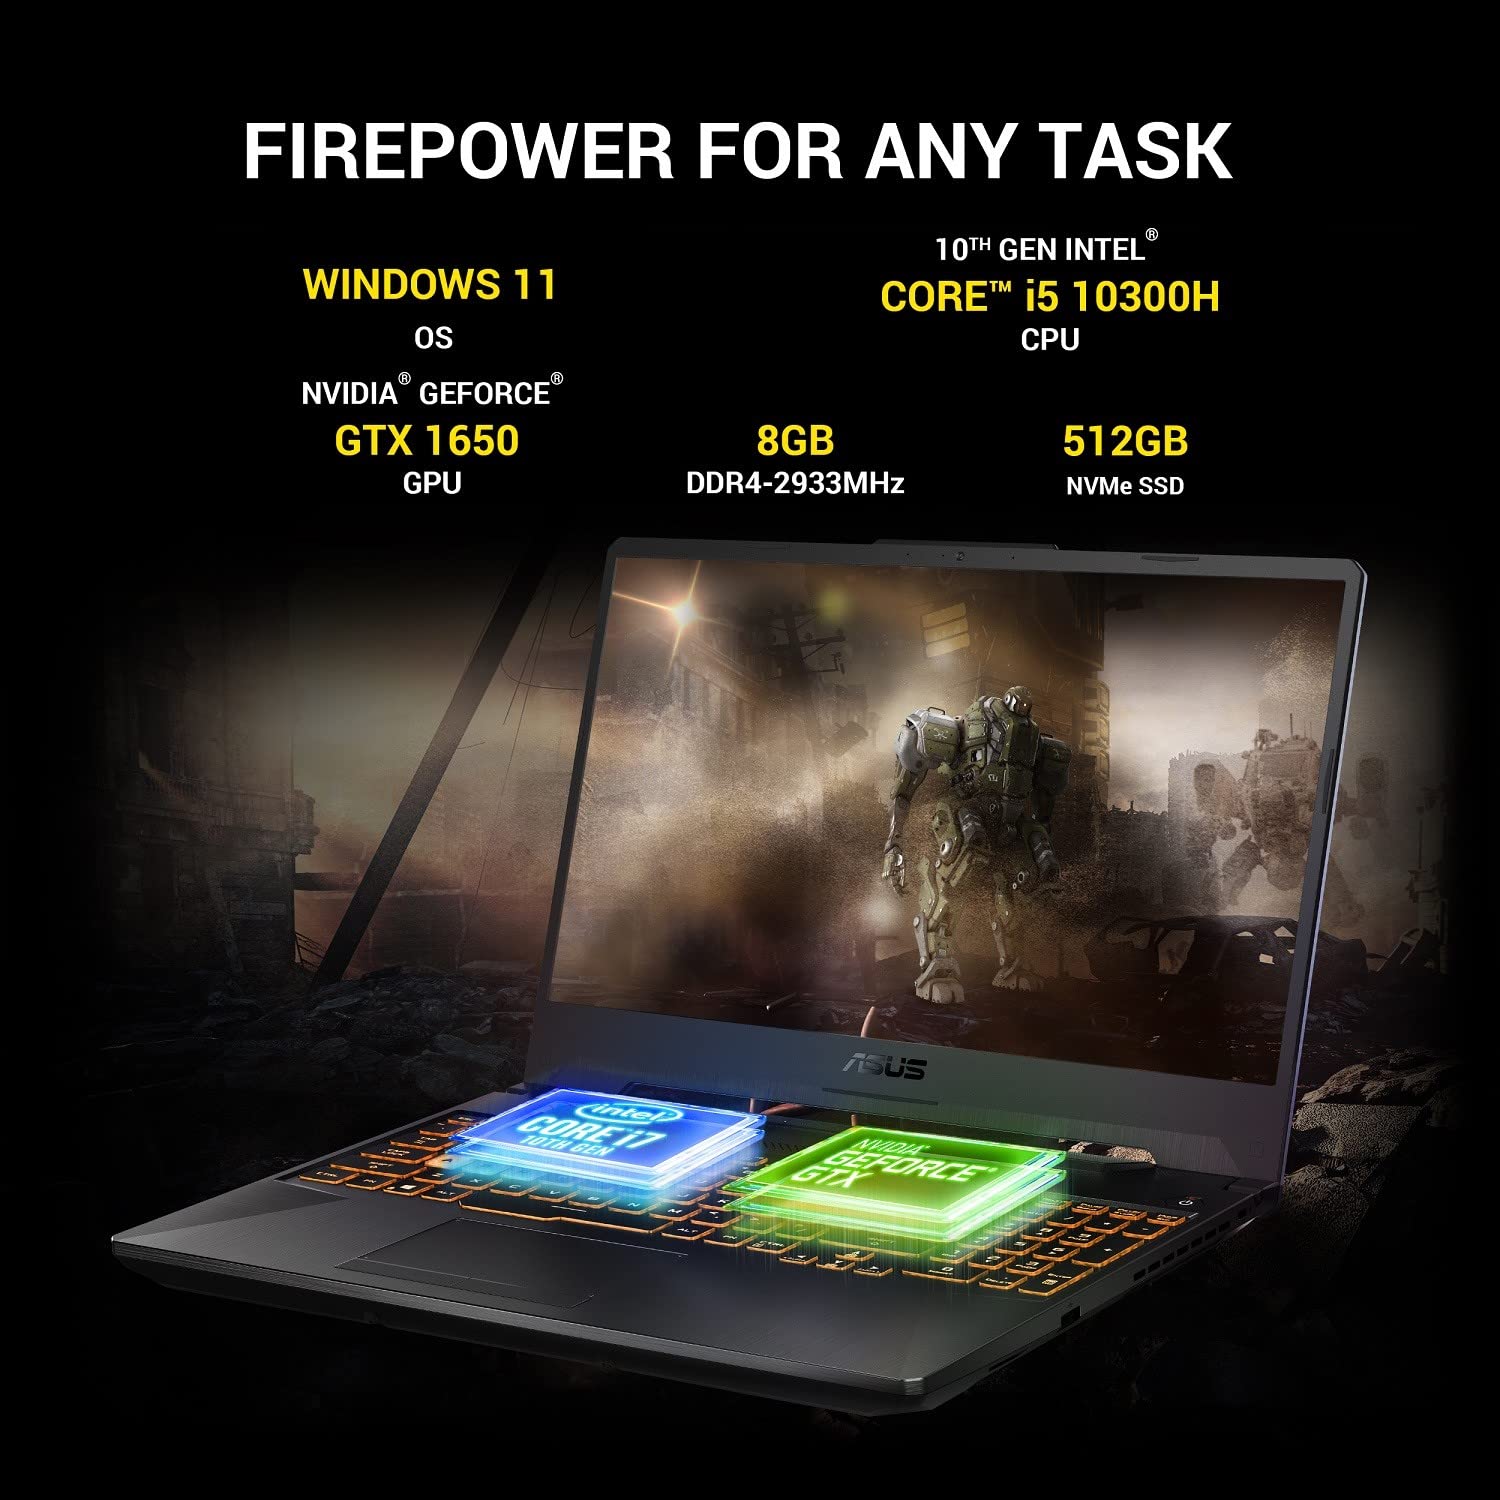 FIREPOWER FOR ANY TASK
WINDOWS 11
OS
10TH GEN INTEL®
CORE™ i5 10300H
CPU
NVIDIA® GEFORCE®
GTX 1650
GPU
8GB
DDR4-2933MHz
512GB
NVMe SSD
ASUS
intel
CORE i7
10TH GEN
NVIDIA
GEFORCE®
GTX